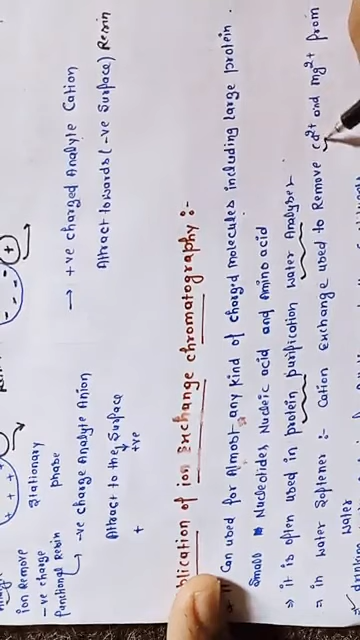 ion Remove
-ve change
Functional Resin
Stationary
phase
-ve charge Analyte Anion
Attract to the Surface
+ve
+
→ +ve charged Analyte Cation
Attract towards (-ve Surface) Resin
plication of ion Exchange chromatography :-
Can used for Almost any kind of charged molecules including large protein.
Small Nucleotides, Nucleic acid and Amino acid
⇒ it is often used in protein purification water Analyses
⇒ in water Softener :- Cation Exchange used to Remove Ca2+ and Mg2+ from
water